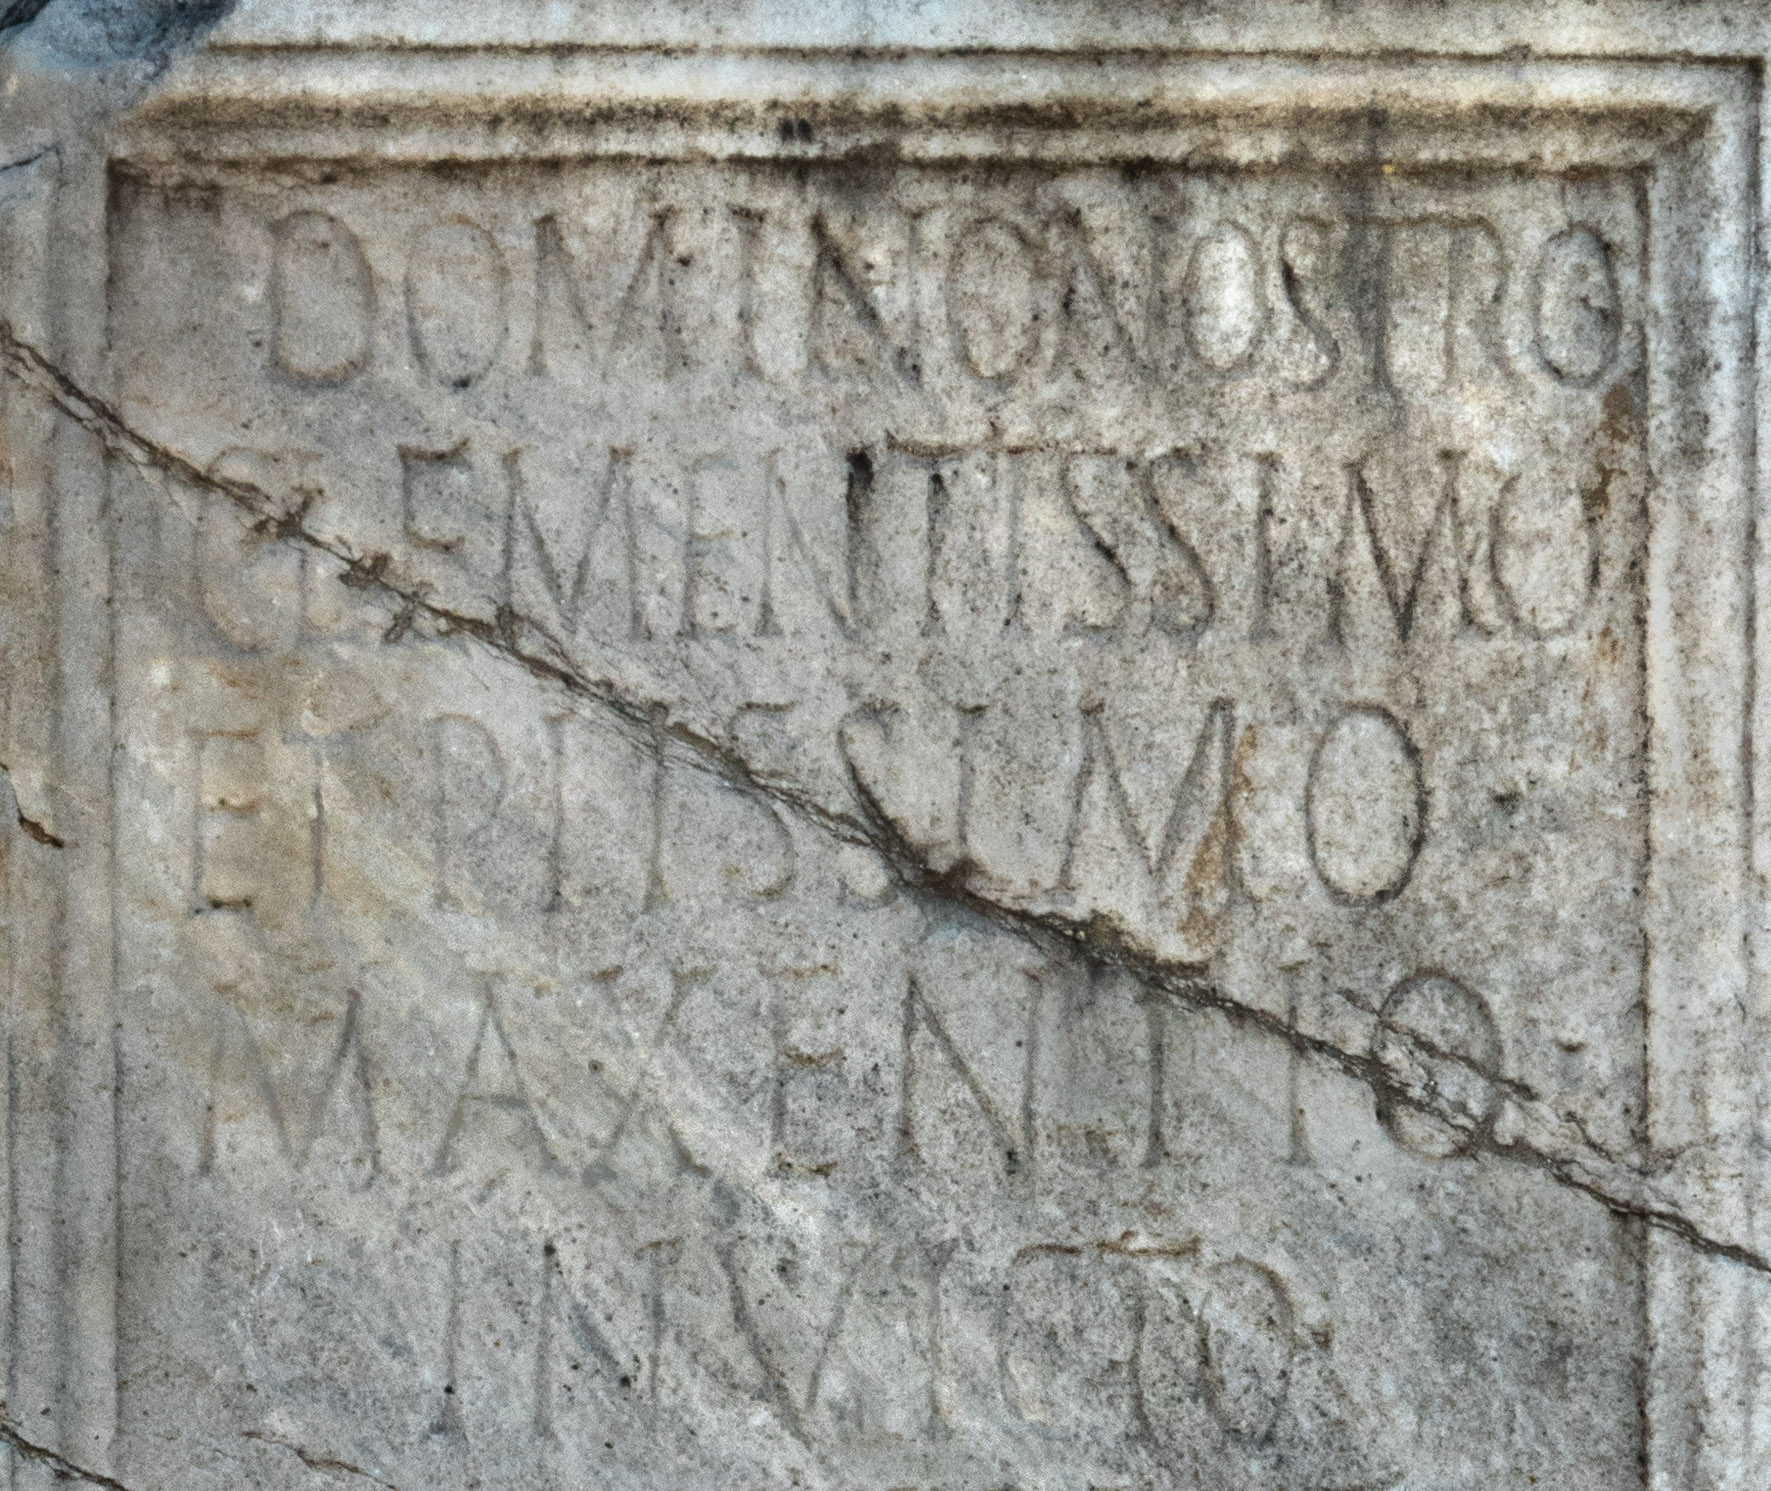 DOMINO NOSTRO
CLEMENTISSIMO
ET PIISSIMO
MAXENTIO
INVICTO